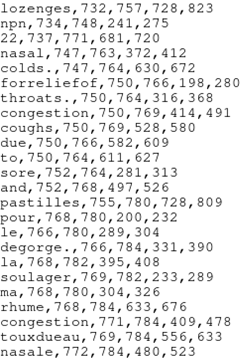 lozenges,732,757,728,823
npn,734,748,241,275
22,737,771,681,720
nasal,747,763,372,412
colds.,747,764,630,672
forreliefof,750,766,198,280
throats.,750,764,316,368
congestion,750,769,414,491
coughs,750,769,528,580
due,750,766,582,609
to,750,764,611,627
sore,752,764,281,313
and,752,768,497,526
pastilles,755,780,728,809
pour,768,780,200,232
le,766,780,289,304
degorge.,766,784,331,390
la,768,782,395,408
soulager,769,782,233,289
ma,768,780,304,326
rhume,768,784,633,676
congestion,771,784,409,478
touxdueau,769,784,556,633
nasale,772,784,480,523